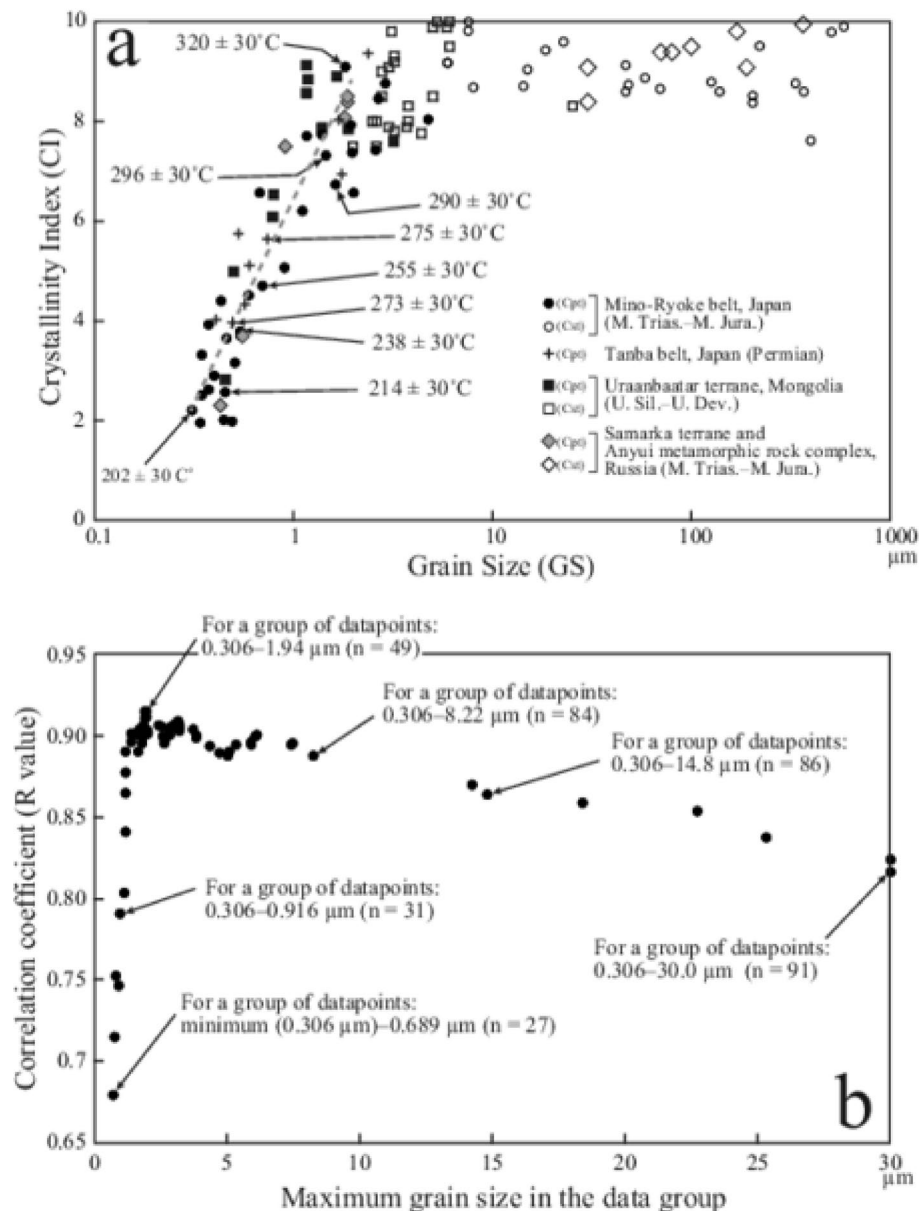 a
Crystallinity Index (CI)
10
8
6
4
2
0
320 ± 30˚C
296 ± 30˚C
290 ± 30˚C
275 ± 30˚C
255 ± 30˚C
273 ± 30˚C
238 ± 30˚C
214 ± 30˚C
202 ± 30 C˚
(Cpt) Mino-Ryoke belt, Japan
(Cst) (M. Trias.–M. Jura.)
(Cpt) Tanba belt, Japan (Permian)
(Cpt) Uraanbaatar terrane, Mongolia
(Cst) (U. Sil.–U. Dev.)
(Cpt) Samarka terrane and
Anyui metamorphic rock complex,
(Cst) Russia (M. Trias.–M. Jura.)
0.1 1 10 100 1000
µm
Grain Size (GS)
b
Correlation coefficient (R value)
0.95
0.90
0.85
0.80
0.75
0.7
0.65
For a group of datapoints:
0.306–1.94 µm (n = 49)
For a group of datapoints:
0.306–8.22 µm (n = 84)
For a group of datapoints:
0.306–14.8 µm (n = 86)
For a group of datapoints:
0.306–0.916 µm (n = 31)
For a group of datapoints:
0.306–30.0 µm (n = 91)
For a group of datapoints:
minimum (0.306 µm)–0.689 µm (n = 27)
0 5 10 15 20 25 30
µm
Maximum grain size in the data group